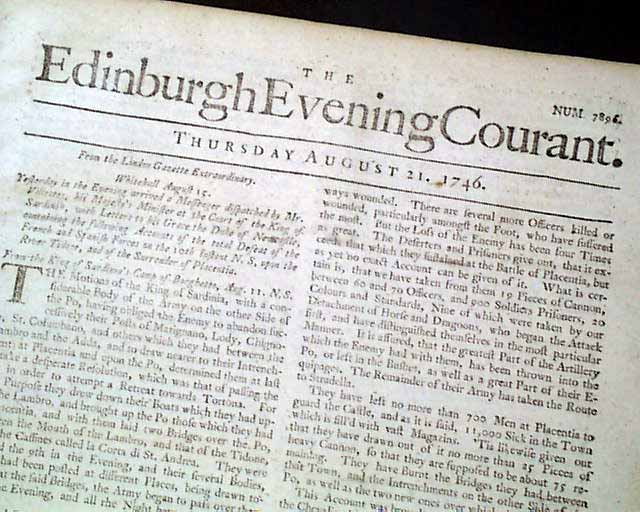 THE
Edinburgh Evening Courant.
NUM. 7896.
THURSDAY AUGUST 21. 1746.
From the London Gazette Extraordinary.
Whitehall August 15.
Yesterday in the Evening arrived a Messenger dispatched by Mr.
Villettes, his Majesty's Minister at the Court of the King of
Sardinia, with Letters to his Grace the Duke of Newcastle,
containing the following Accounts of the total Defeat of the
French and Spanish Forces on the 10th Instant N. S. upon the
River Tidone, and of the Surrender of Placentia.
From the King of Sardinia's Camp of Borghetto, Aug. 11. N. S.
THE Motions of the King of Sardinia, with a con-
siderable Body of the Army on the other Side of
the Po, having obliged the Enemy to abandon suc-
cessively their Posts of Marignano, Lody, Chigno-
St. Columbano, and others which they had between the
ambro and the Adda, and to draw nearer to their Intrench-
ent at Placentia and upon the Po, determined them at last
take a desperate Resolution, which was that of passing the
in order to attempt a Retreat towards Tortona. For
Purpose they drew down their Boats which they had up-
the Lambro, and brought up the Po those which they had
lacentia, and with them laid two Bridges over the Po,
the Mouth of the Lambro, and that of the Tidone,
the Cassines called la Costa di St. Andrea. They were
the 9th in the Evening, and their several Bodies,
had been posted at different Places, being drawn to-
at the said Bridges, the Army began to pass over that
Evening, and all the Night
ways wounded. There are several more Officers killed or
wounded, particularly amongst the Foot, who have suffered
the most. But the Loss of the Enemy has been four Times
as great. The Deserters and Prisoners give out, that it ex-
ceeds that which they sustained at the Battle of Placentia, but
as yet no exact Account can be given of it. What is cer-
tain is, that we have taken from them 19 Pieces of Cannon,
between 60 and 70 Officers, and 900 Soldiers Prisoners, 20
Colours and Standards, Nine of which were taken by our
Detachment of Horse and Dragoons, who began the Attack
first, and have distinguished themselves in the most particular
Manner. It is assured, that the greatest Part of the Artillery
which the Enemy had with them, has been thrown into the
Po, or left in the Bushes, as well as a great Part of their E-
quipages. The Remainder of their Army has taken the Route
to Stradella.
They have left no more than 700 Men at Placentia to
guard the Castle, and as it is said, 11,000 Sick in the Town
which is fill'd with vast Magazines. 'Tis likewise given out
that they have drawn out of it no more than 25 Pieces of
heavy Cannon, so that they are supposed to be about 75 re-
maining. They have Burnt the Bridges they had between
that Town, and the Intrenchments on the other Side of the
Po, as well as the two new ones over which
This Account was